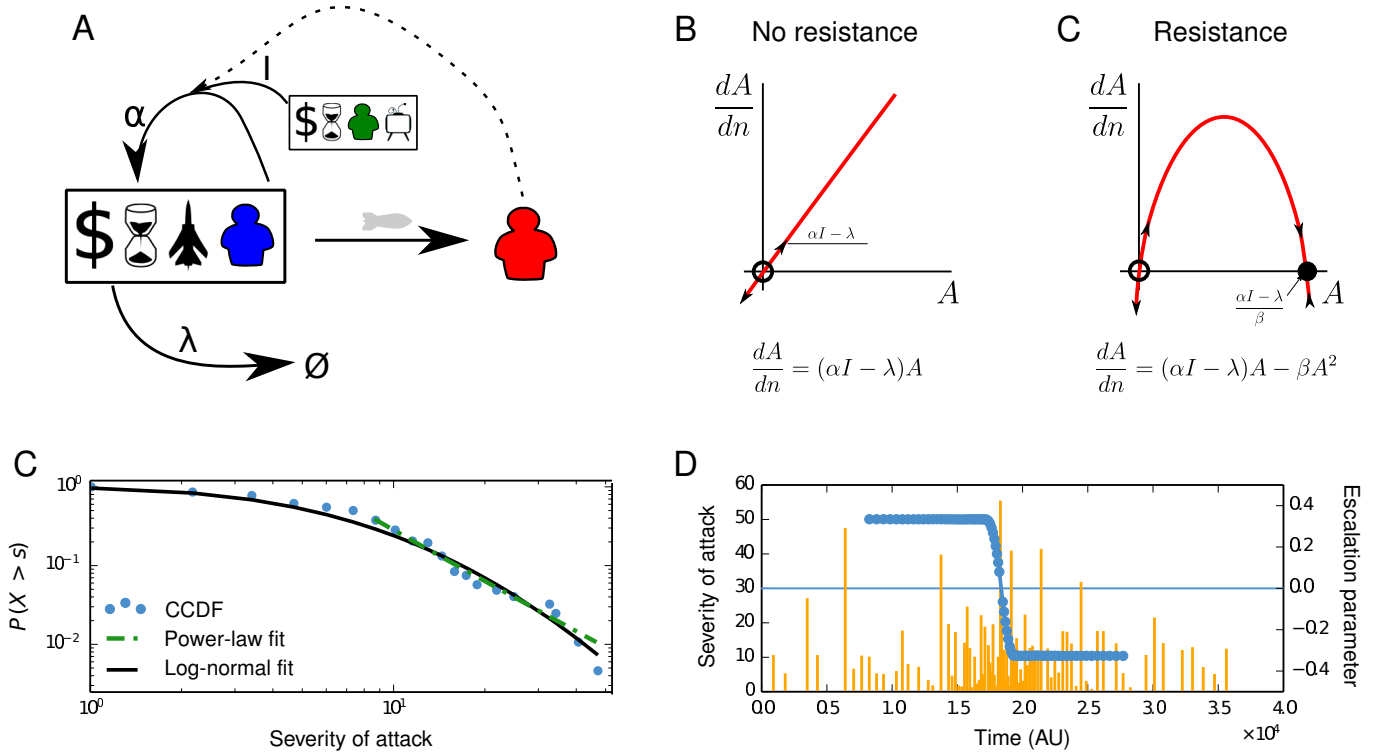 A
I
α
$
$
λ
Ø
B No resistance
dA/dn
αI − λ
A
dA/dn = (αI − λ)A
C Resistance
dA/dn
(αI − λ)/β
A
dA/dn = (αI − λ)A − βA²
C
P(X > s)
10⁰
10⁻¹
10⁻²
CCDF
Power-law fit
Log-normal fit
10⁰ 10¹
Severity of attack
D
Severity of attack
60
50
40
30
20
10
0
0.4
0.2
0.0
−0.2
−0.4
Escalation parameter
0.0 0.5 1.0 1.5 2.0 2.5 3.0 3.5 4.0
×10⁴
Time (AU)